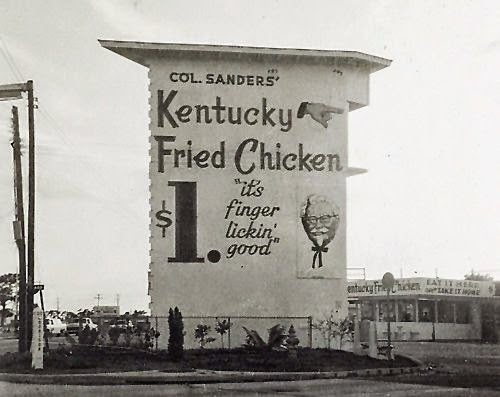 COL. SANDERS'
Kentucky
Fried Chicken
$1.
"it's
finger
lickin'
good"
Kentucky Fried Chicken
EAT IT HERE
TAKE IT HOME